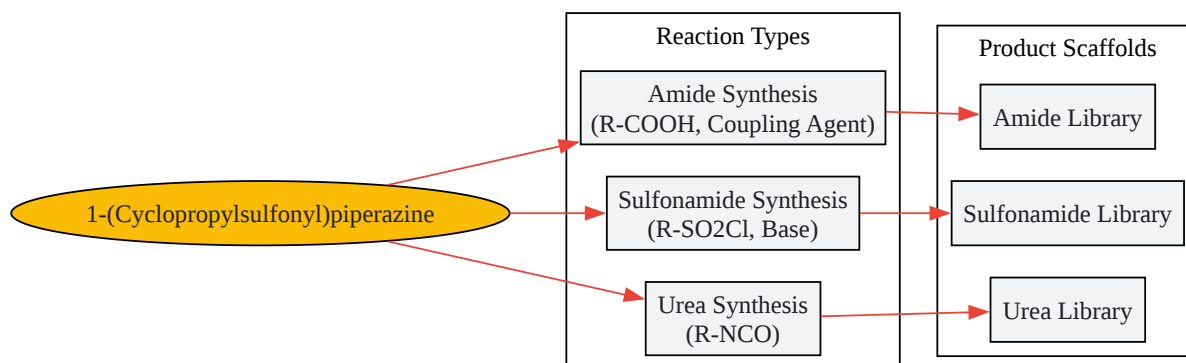 Reaction Types
Product Scaffolds
Amide Synthesis
(R-COOH, Coupling Agent)
Amide Library
1-(Cyclopropylsulfonyl)piperazine
Sulfonamide Synthesis
(R-SO2Cl, Base)
Sulfonamide Library
Urea Synthesis
(R-NCO)
Urea Library